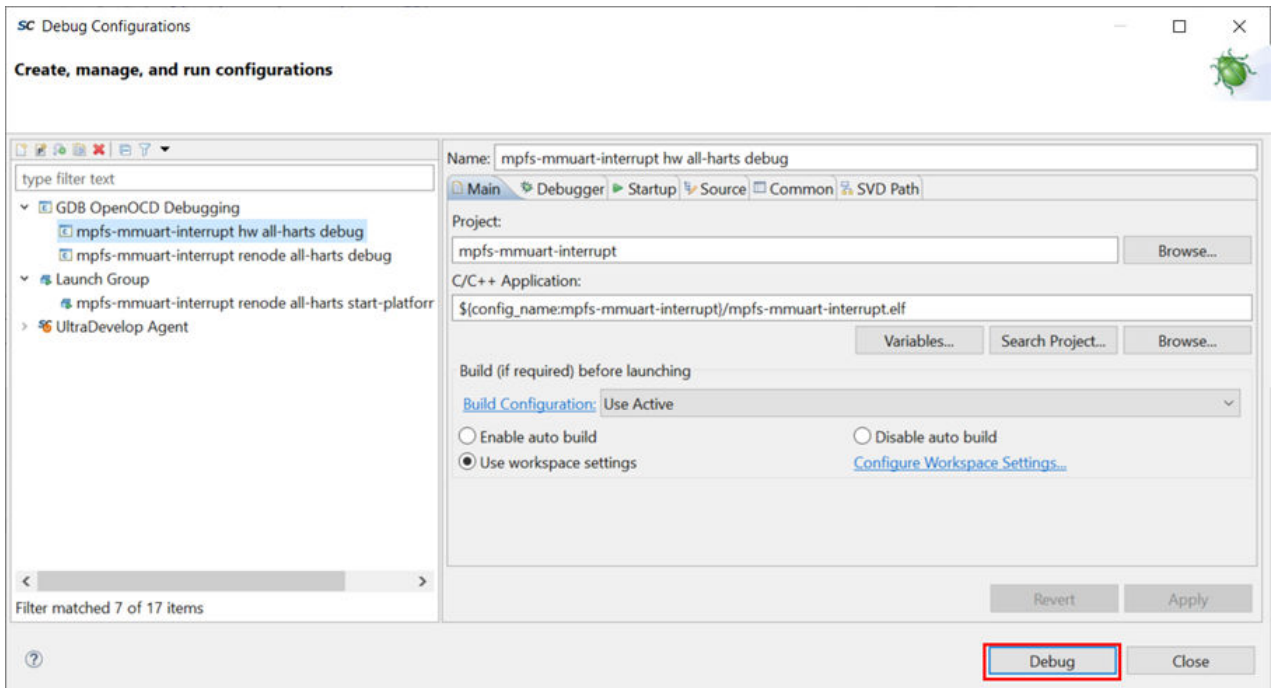 SC Debug Configurations
Create, manage, and run configurations
type filter text
GDB OpenOCD Debugging
mpfs-mmuart-interrupt hw all-harts debug
mpfs-mmuart-interrupt renode all-harts debug
Launch Group
mpfs-mmuart-interrupt renode all-harts start-platforr
UltraDevelop Agent
Filter matched 7 of 17 items
Name: mpfs-mmuart-interrupt hw all-harts debug
Main Debugger Startup Source Common SVD Path
Project:
mpfs-mmuart-interrupt Browse...
C/C++ Application:
${config_name:mpfs-mmuart-interrupt}/mpfs-mmuart-interrupt.elf
Variables... Search Project... Browse...
Build (if required) before launching
Build Configuration: Use Active
Enable auto build Disable auto build
Use workspace settings Configure Workspace Settings...
Revert Apply
? Debug Close